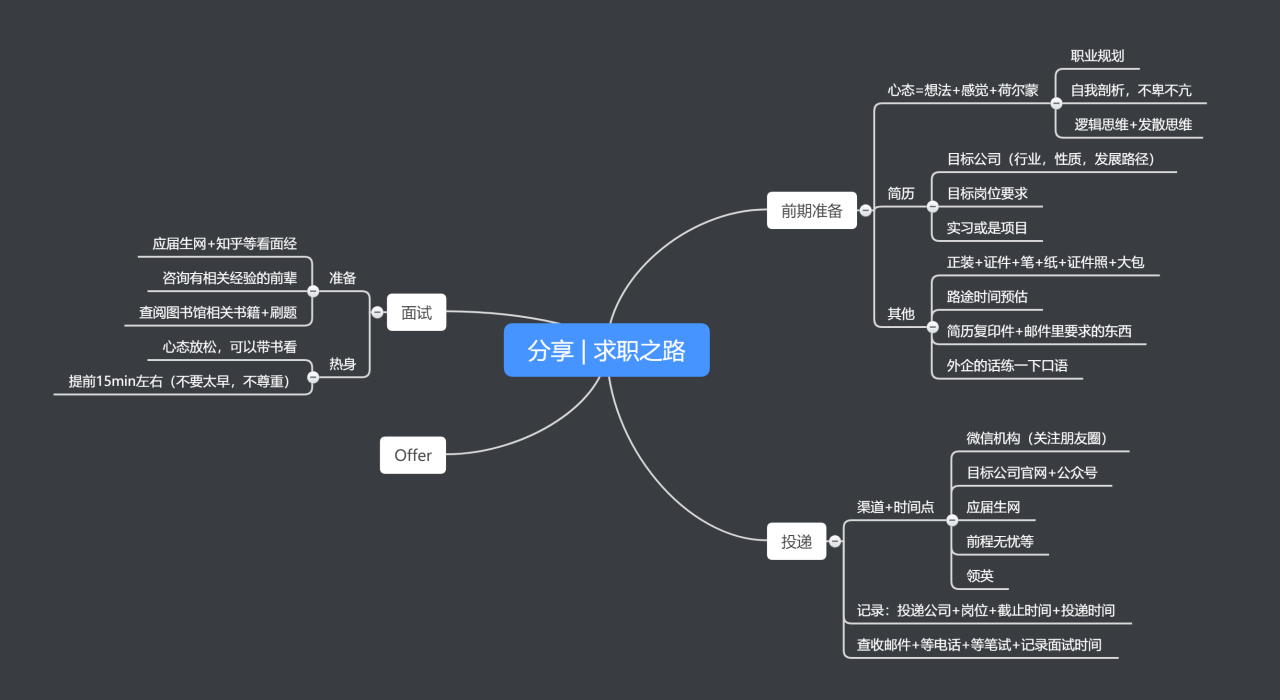 分享 | 求职之路
前期准备
心态=想法+感觉+荷尔蒙
职业规划
自我剖析，不卑不亢
逻辑思维+发散思维
简历
目标公司（行业，性质，发展路径）
目标岗位要求
实习或是项目
其他
正装+证件+笔+纸+证件照+大包
路途时间预估
简历复印件+邮件里要求的东西
外企的话练一下口语
投递
渠道+时间点
微信机构（关注朋友圈）
目标公司官网+公众号
应届生网
前程无忧等
领英
记录：投递公司+岗位+截止时间+投递时间
查收邮件+等电话+等笔试+记录面试时间
面试
准备
应届生网+知乎等看面经
咨询有相关经验的前辈
查阅图书馆相关书籍+刷题
热身
心态放松，可以带书看
提前15min左右（不要太早，不尊重）
Offer